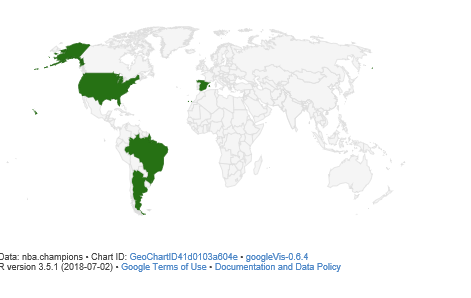 Data: nba.champions • Chart ID: GeoChartID41d0103a604e • googleVis-0.6.4
R version 3.5.1 (2018-07-02) • Google Terms of Use • Documentation and Data Policy